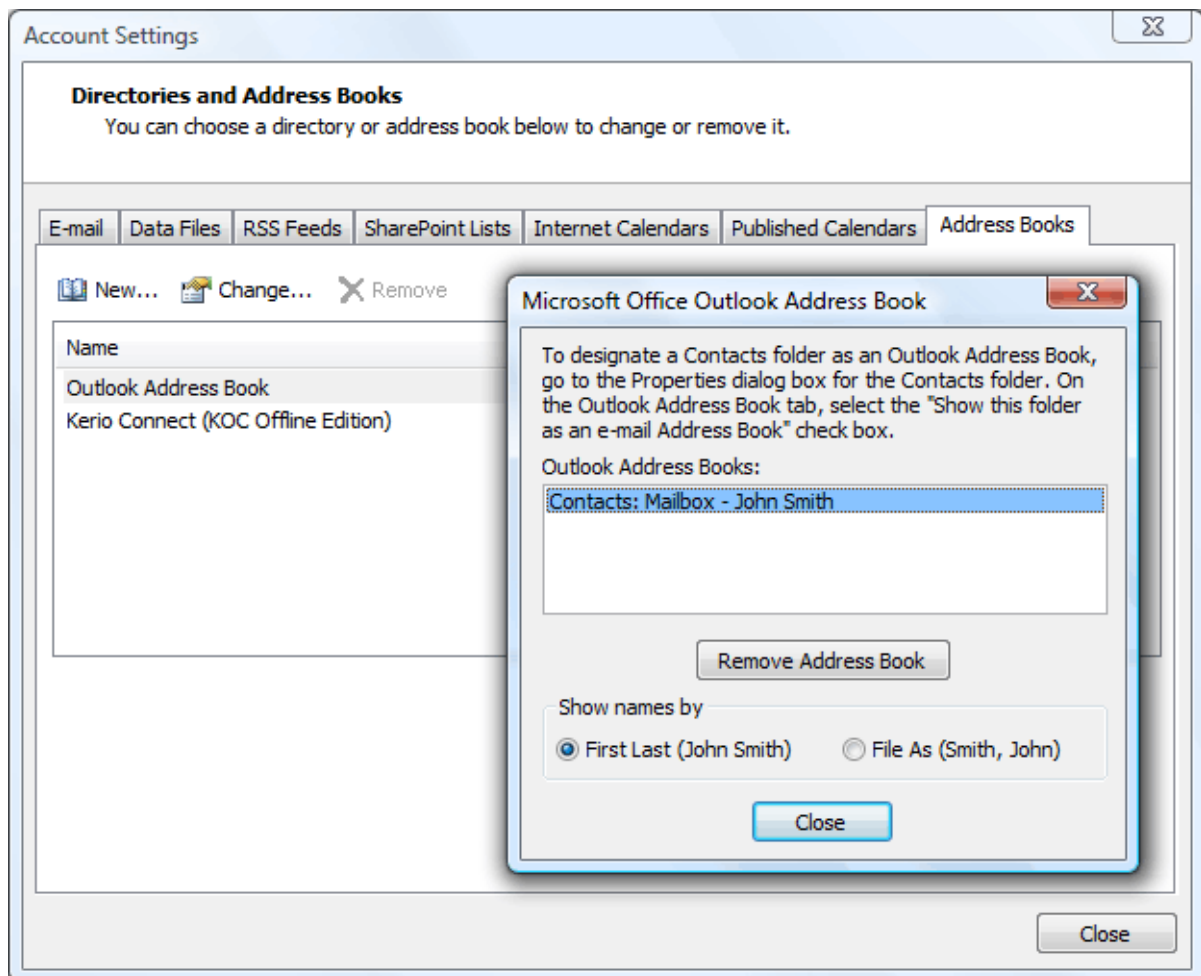 Account Settings
Directories and Address Books
You can choose a directory or address book below to change or remove it.
E-mail
Data Files
RSS Feeds
SharePoint Lists
Internet Calendars
Published Calendars
Address Books
New...
Change...
Remove
Name
Outlook Address Book
Kerio Connect (KOC Offline Edition)
Microsoft Office Outlook Address Book
To designate a Contacts folder as an Outlook Address Book,
go to the Properties dialog box for the Contacts folder. On
the Outlook Address Book tab, select the "Show this folder
as an e-mail Address Book" check box.
Outlook Address Books:
Contacts: Mailbox - John Smith
Remove Address Book
Show names by
First Last (John Smith)
File As (Smith, John)
Close
Close